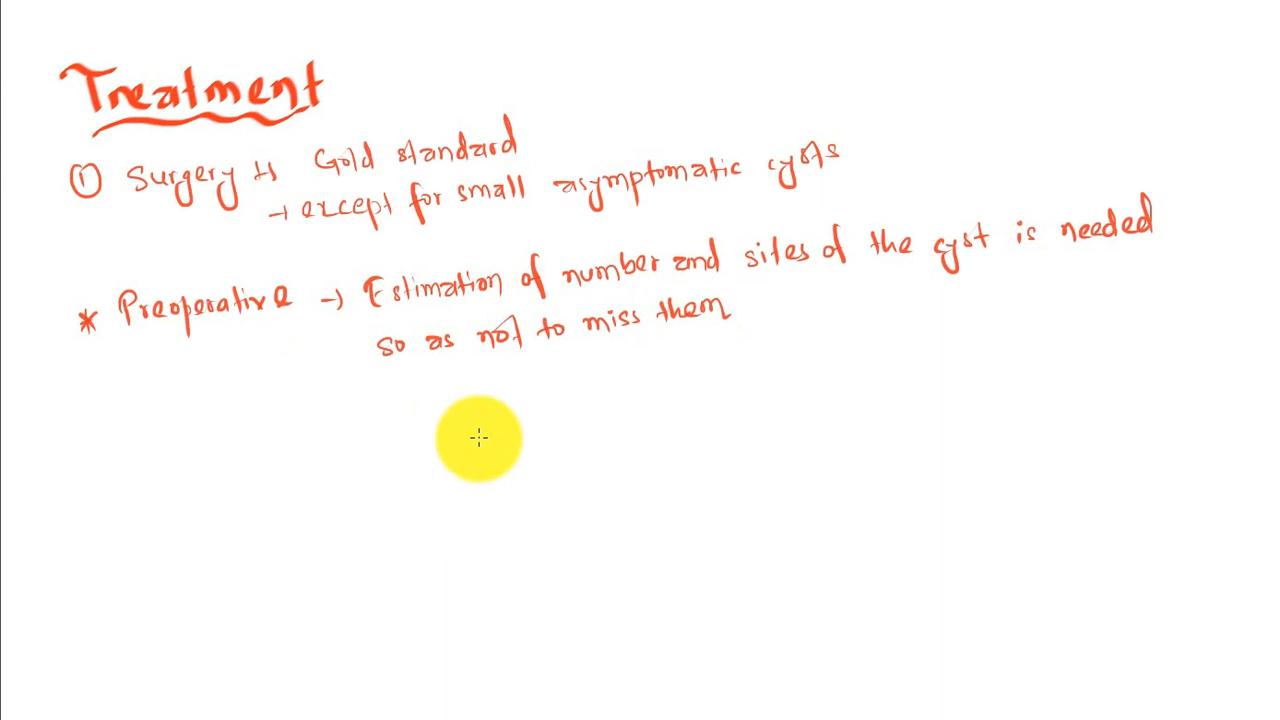 Treatment
① Surgery is Gold standard
→ except for small asymptomatic cysts
* Preoperative → Estimation of number and sites of the cyst is needed
so as not to miss them